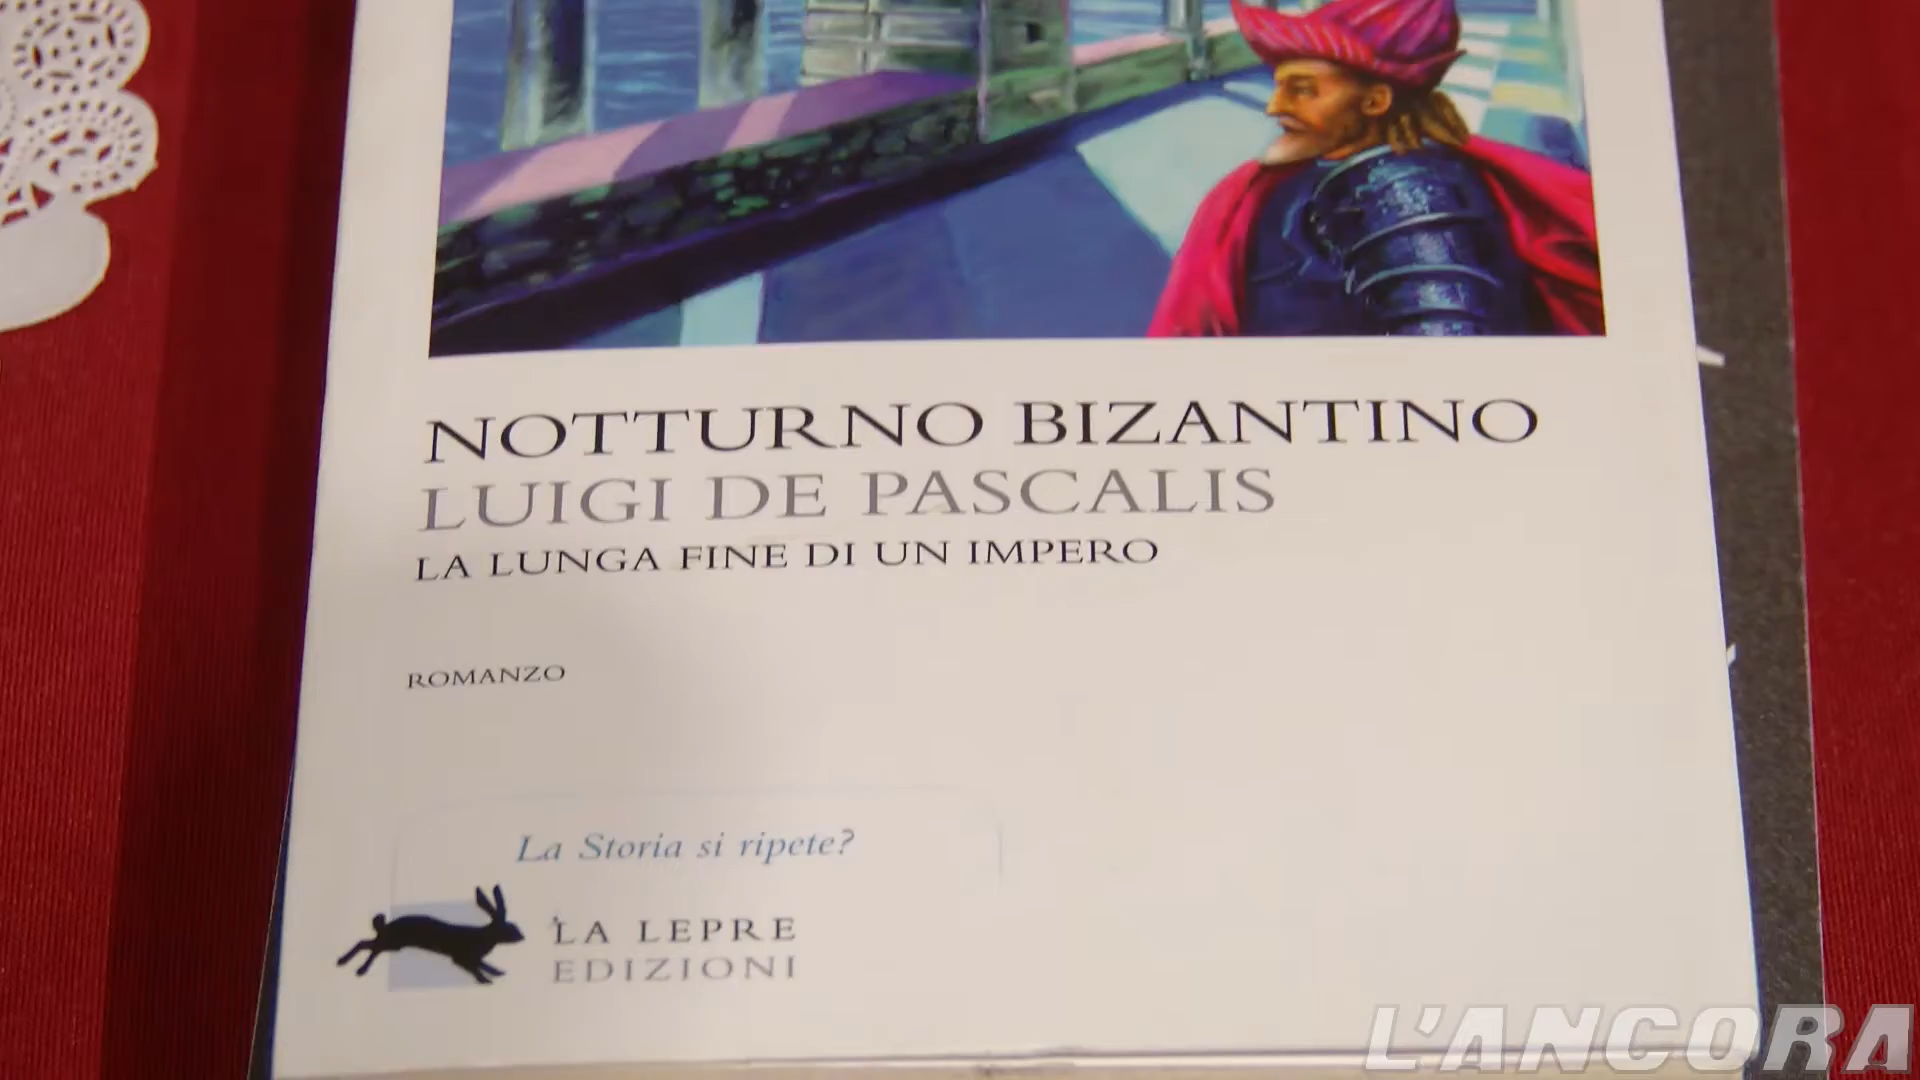 NOTTURNO BIZANTINO
LUIGI DE PASCALIS
LA LUNGA FINE DI UN IMPERO
ROMANZO
La Storia si ripete?
LA LEPRE
EDIZIONI
L'ANCORA